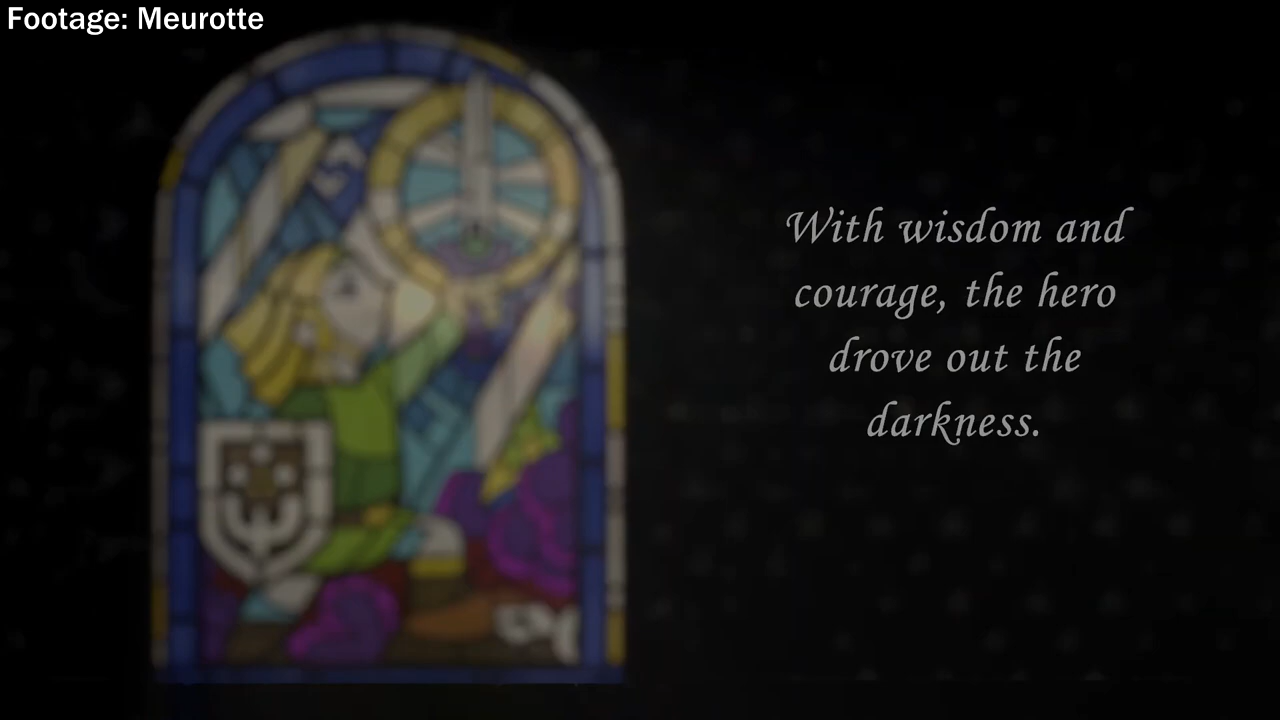 Footage: Meurotte
With wisdom and
courage, the hero
drove out the
darkness.